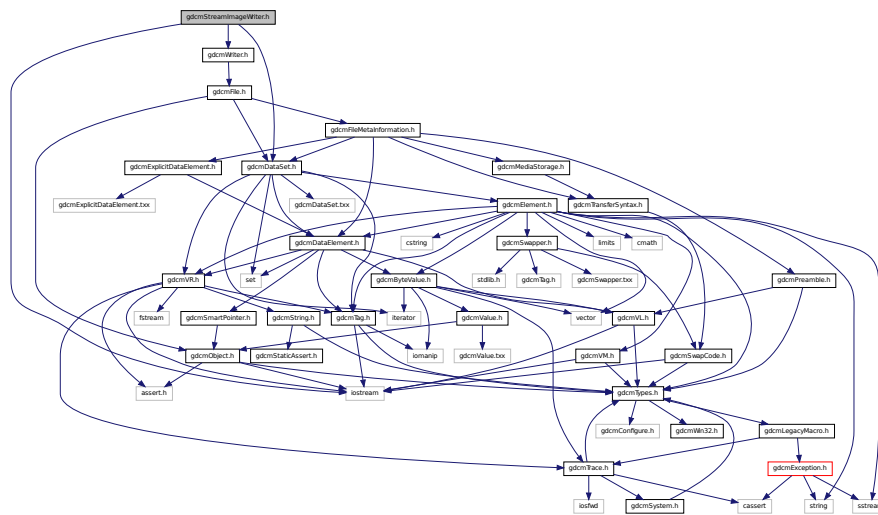 gdcmStreamImageWriter.h
gdcmWriter.h
gdcmFile.h
gdcmFileMetaInformation.h
gdcmExplicitDataElement.h
gdcmDataSet.h
gdcmMediaStorage.h
gdcmExplicitDataElement.txx
gdcmDataSet.txx
gdcmElement.h
gdcmTransferSyntax.h
gdcmDataElement.h
cstring
gdcmSwapper.h
limits
cmath
gdcmVR.h
set
gdcmByteValue.h
stdlib.h
gdcmTag.h
gdcmSwapper.txx
gdcmPreamble.h
fstream
gdcmSmartPointer.h
gdcmString.h
gdcmTag.h
iterator
gdcmValue.h
vector
gdcmVL.h
gdcmObject.h
gdcmStaticAssert.h
iomanip
gdcmValue.txx
gdcmVM.h
gdcmSwapCode.h
assert.h
iostream
gdcmTypes.h
gdcmConfigure.h
gdcmWin32.h
gdcmLegacyMacro.h
gdcmTrace.h
gdcmException.h
iosfwd
gdcmSystem.h
cassert
string
sstream